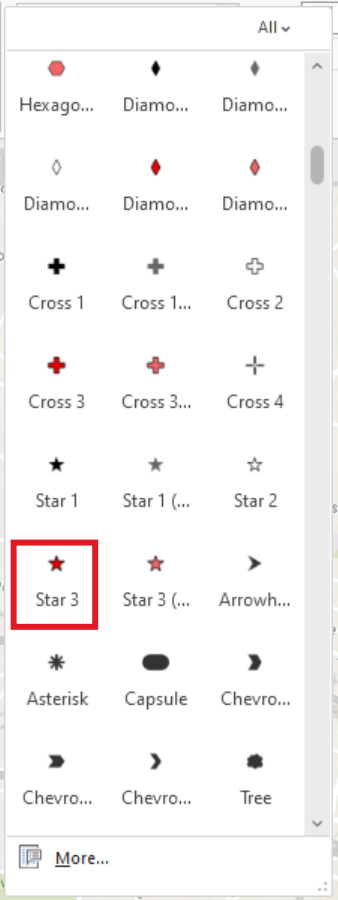 All
Hexago... Diamo... Diamo...
Diamo... Diamo... Diamo...
Cross 1 Cross 1... Cross 2
Cross 3 Cross 3... Cross 4
Star 1 Star 1 (... Star 2
Star 3 Star 3 (... Arrowh...
Asterisk Capsule Chevro...
Chevro... Chevro... Tree
More...